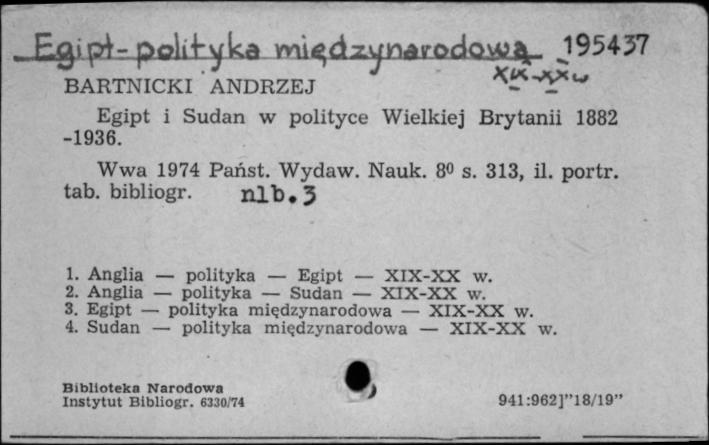 Egipt-polityka międzynarodowa 195437
XIX-XX w
BARTNICKI ANDRZEJ
Egipt i Sudan w polityce Wielkiej Brytanii 1882
-1936.
Wwa 1974 Państ. Wydaw. Nauk. 8⁰ s. 313, il. portr.
tab. bibliogr. nlb. 3
1. Anglia — polityka — Egipt — XIX-XX w.
2. Anglia — polityka — Sudan — XIX-XX w.
3. Egipt — polityka międzynarodowa — XIX-XX w.
4. Sudan — polityka międzynarodowa — XIX-XX w.
Biblioteka Narodowa
Instytut Bibliogr. 6330/74 941:962]"18/19"